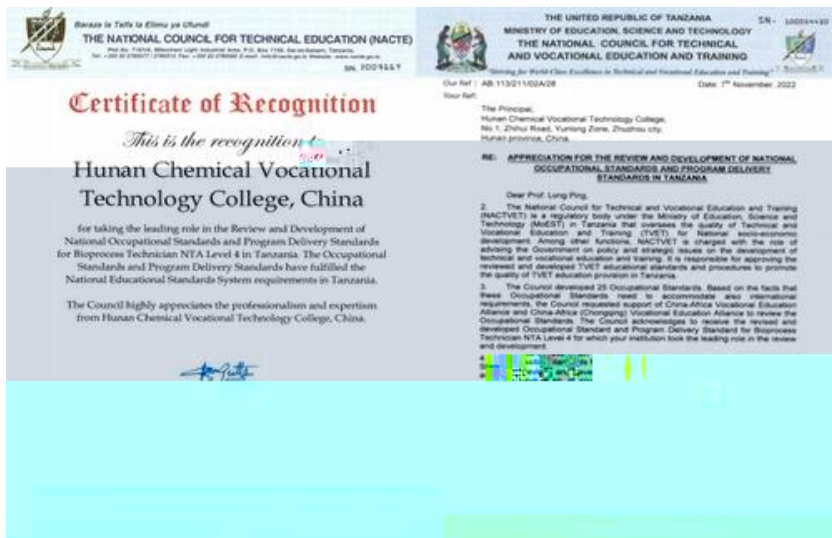 Baraza la Taifa la Elimu ya Ufundi
THE NATIONAL COUNCIL FOR TECHNICAL EDUCATION (NACTE)
Certificate of Recognition
This is the recognition
Hunan Chemical Vocational
Technology College, China
for taking the leading role in the Review and Development of
National Occupational Standards and Program Delivery Standards
for Bioprocess Technician NTA Level 4 in Tanzania. The Occupational
Standards and Program Delivery Standards have fulfilled the
National Educational Standards System requirements in Tanzania.
The Council highly appreciates the professionalism and expertism
from Hunan Chemical Vocational Technology College, China.
THE UNITED REPUBLIC OF TANZANIA
MINISTRY OF EDUCATION, SCIENCE AND TECHNOLOGY
THE NATIONAL COUNCIL FOR TECHNICAL
AND VOCATIONAL EDUCATION AND TRAINING
"Striving for World-Class Excellence in Technical and Vocational Education and Training"
Our Ref : AB.113/211/02A/28 Date: 7th November, 2022
Your Ref:
The Principal,
Hunan Chemical Vocational Technology College,
No 1, Zhihui Road, Yunlong Zone, Zhuzhou city,
Hunan province, China.
RE: APPRECIATION FOR THE REVIEW AND DEVELOPMENT OF NATIONAL
OCCUPATIONAL STANDARDS AND PROGRAM DELIVERY
STANDARDS IN TANZANIA
Dear Prof. Long Ping,
2. The National Council for Technical and Vocational Education and Training
(NACTVET) is a regulatory body under the Ministry of Education, Science and
Technology (MoEST) in Tanzania that oversees the quality of Technical and
Vocational Education and Training (TVET) for National socio-economic
development. Among other functions, NACTVET is charged with the role of
advising the Government on policy and strategic issues on the development of
technical and vocational education and training. It is responsible for approving the
reviewed and developed TVET educational standards and procedures to promote
the quality of TVET education provision in Tanzania.
3. The Council developed 25 Occupational Standards. Based on the facts that
these Occupational Standards need to accommodate also international
requirements, the Council requested support of China-Africa Vocational Education
Alliance and China-Africa (Chongqing) Vocational Education Alliance to review the
Occupational Standards. The Council acknowledges to receive the revised and
developed Occupational Standard and Program Delivery Standard for Bioprocess
Technician NTA Level 4 for which your institution took the leading role in the review
and development.